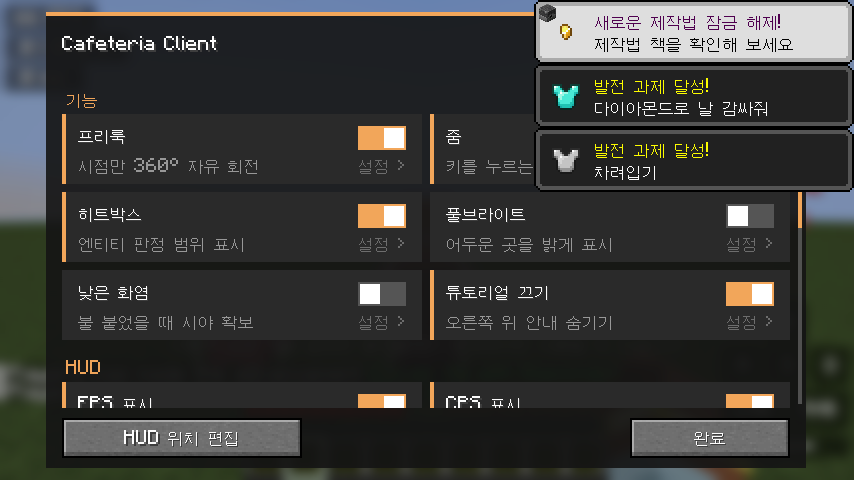 Cafeteria Client
새로운 제작법 잠금 해제!
제작법 책을 확인해 보세요
발전 과제 달성!
다이아몬드로 날 감싸줘
발전 과제 달성!
차려입기
기능
프리룩
시점만 360° 자유 회전
설정 >
줌
키를 누르는
히트박스
엔티티 판정 범위 표시
설정 >
풀브라이트
어두운 곳을 밝게 표시
설정 >
낮은 화염
불 붙었을 때 시야 확보
설정 >
튜토리얼 끄기
오른쪽 위 안내 숨기기
설정 >
HUD
FPS 표시
CPS 표시
HUD 위치 편집
완료